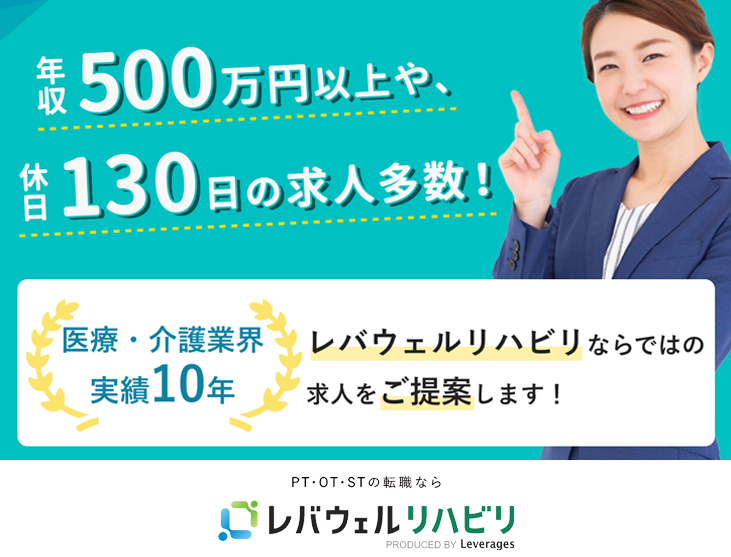 年収500万円以上や、
休日130日の求人多数！
医療・介護業界
実績10年
レバウェルリハビリならではの
求人をご提案します！
PT・OT・STの転職なら
レバウェルリハビリ
PRODUCED BY Leverages